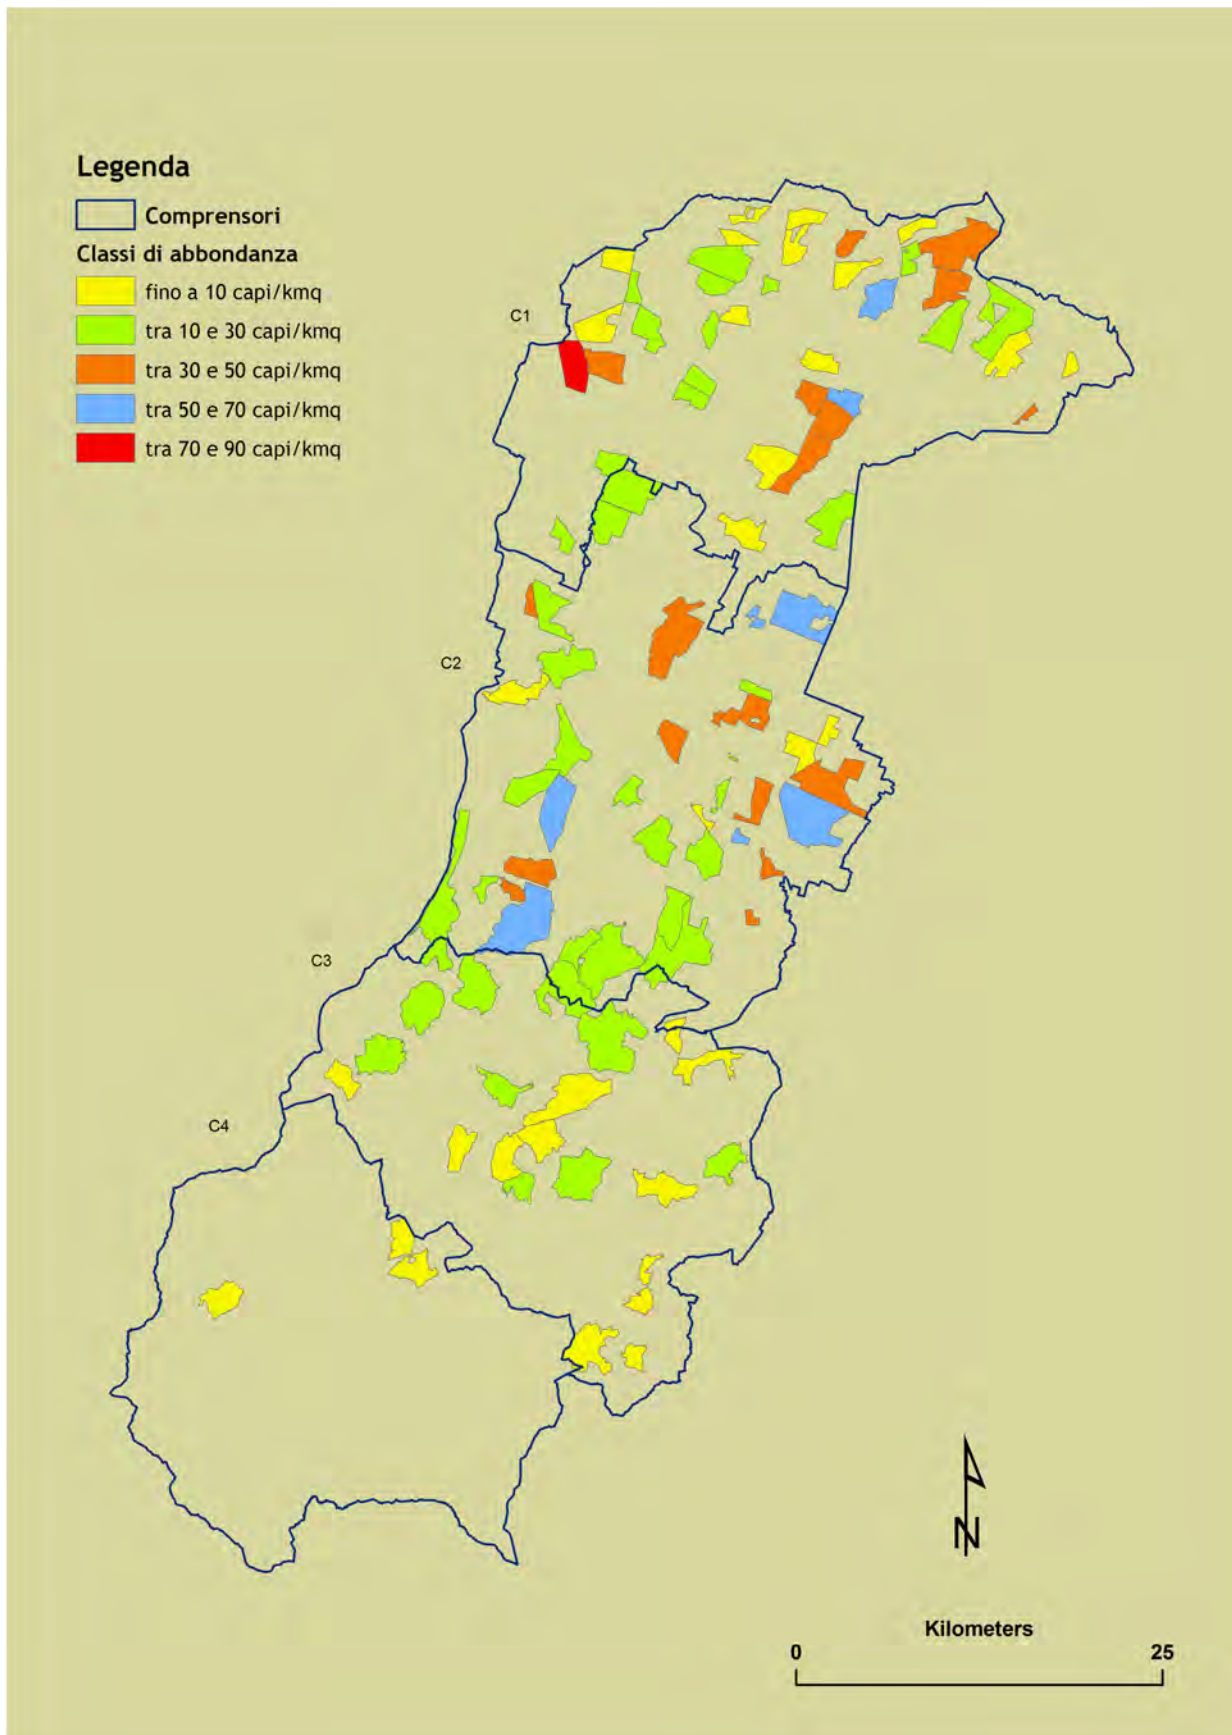 Legenda
Comprensori
Classi di abbondanza
fino a 10 capi/kmq
tra 10 e 30 capi/kmq
tra 30 e 50 capi/kmq
tra 50 e 70 capi/kmq
tra 70 e 90 capi/kmq
C1
C2
C3
C4
N
Kilometers
0 25